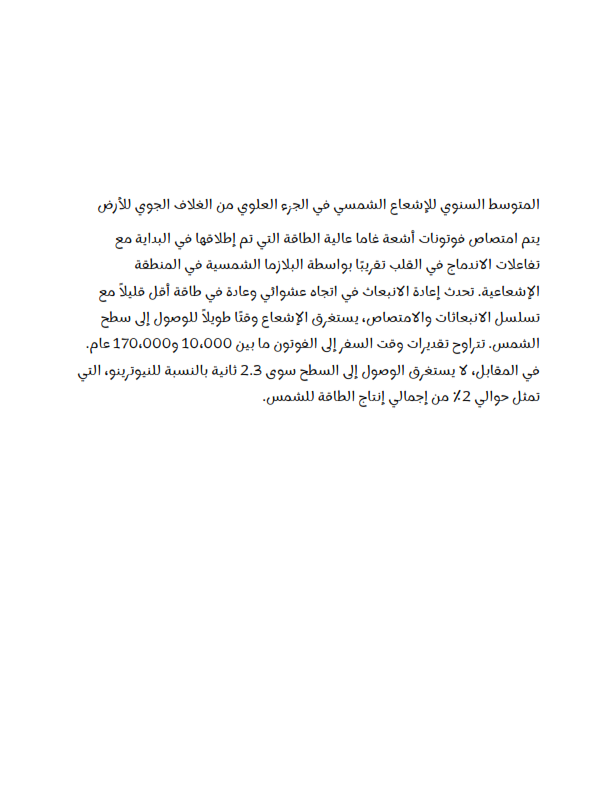 المتوسط السنوي للإشعاع الشمسي في الجزء العلوي من الغلاف الجوي للأرض
يتم امتصاص فوتونات أشعة غاما عالية الطاقة التي تم إطلاقها في البداية مع
تفاعلات الاندماج في القلب تقريبًا بواسطة البلازما الشمسية في المنطقة
الإشعاعية. تحدث إعادة الانبعاث في اتجاه عشوائي وعادة في طاقة أقل قليلاً مع
تسلسل الانبعاثات والامتصاص، يستغرق الإشعاع وقتًا طويلاً للوصول إلى سطح
الشمس. تتراوح تقديرات وقت السفر إلى الفوتون ما بين 10،000 و170،000 عام.
في المقابل، لا يستغرق الوصول إلى السطح سوى 2.3 ثانية بالنسبة للنيوترينو، التي
تمثل حوالي 2٪ من إجمالي إنتاج الطاقة للشمس.